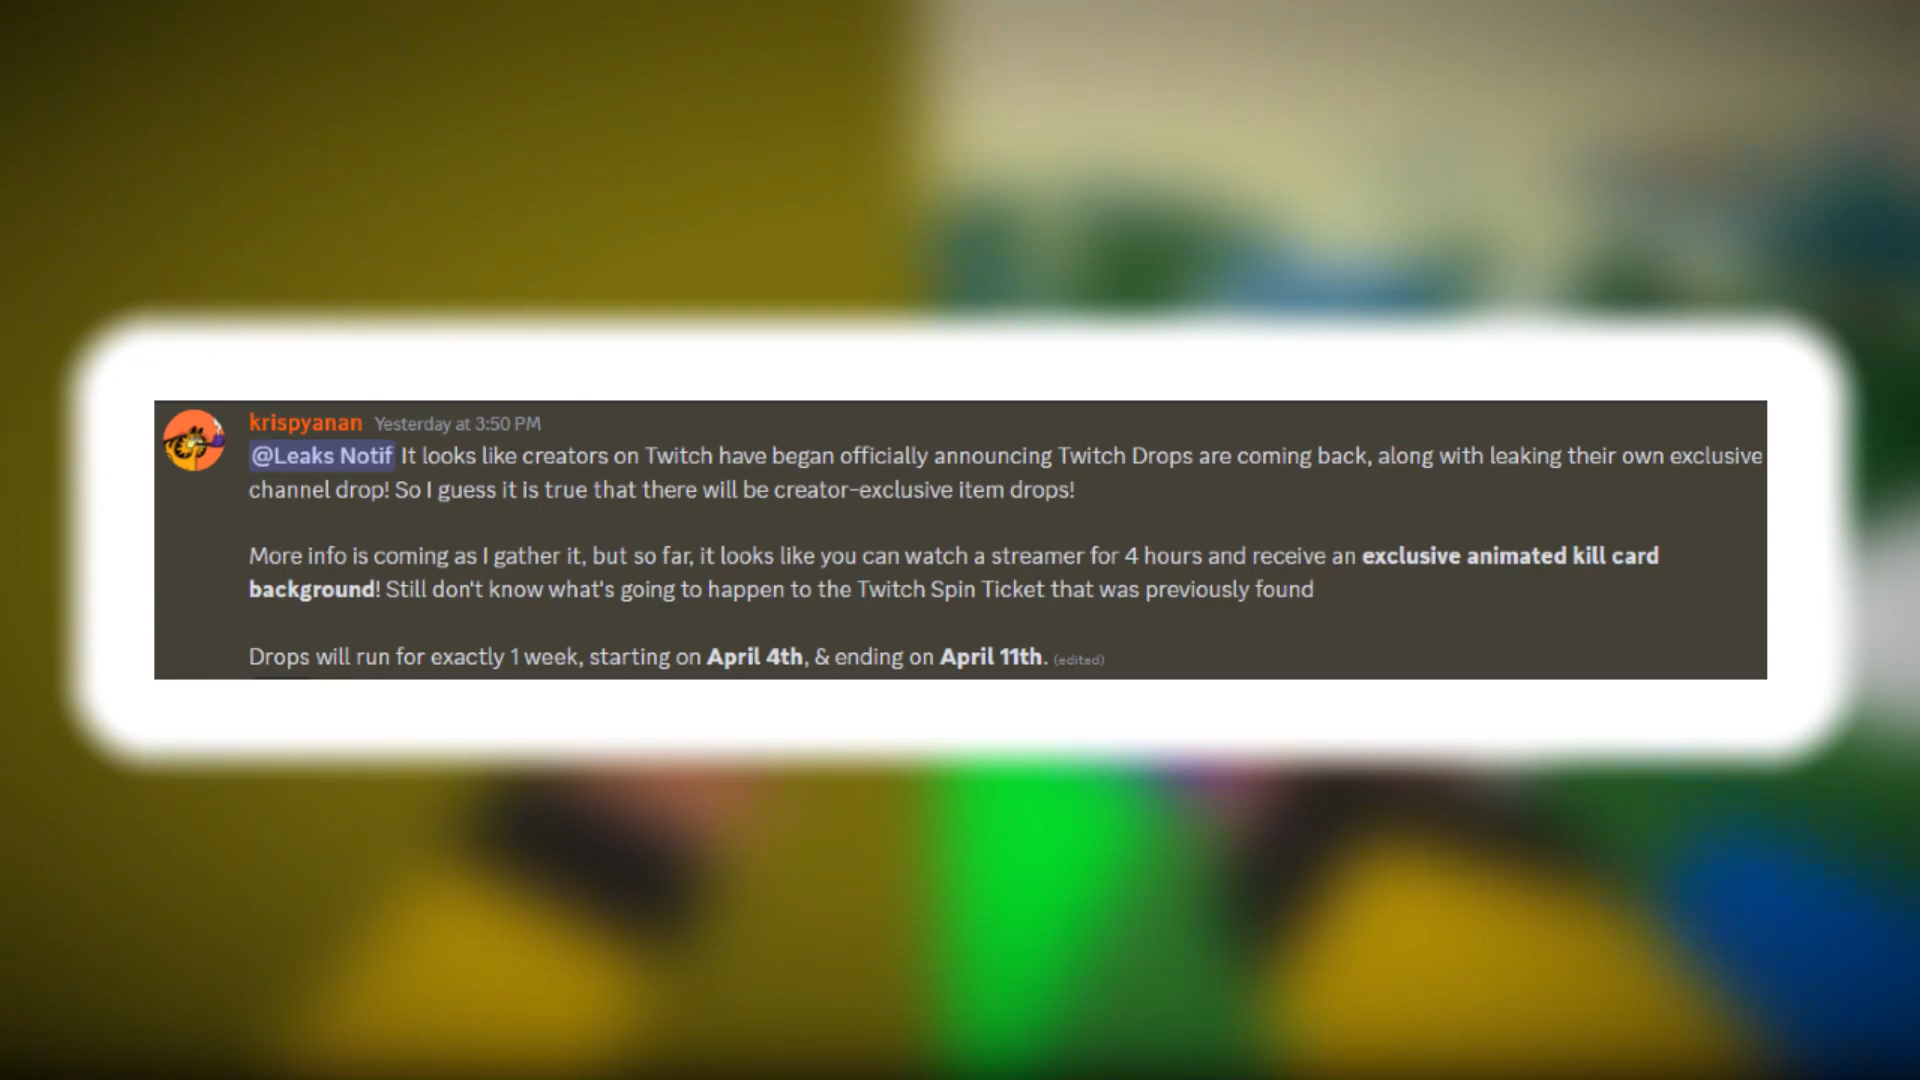 krispyanan Yesterday at 3:50 PM
@Leaks Notif It looks like creators on Twitch have began officially announcing Twitch Drops are coming back, along with leaking their own exclusive
channel drop! So I guess it is true that there will be creator-exclusive item drops!
More info is coming as I gather it, but so far, it looks like you can watch a streamer for 4 hours and receive an exclusive animated kill card
background! Still don't know what's going to happen to the Twitch Spin Ticket that was previously found
Drops will run for exactly 1 week, starting on April 4th, & ending on April 11th. (edited)